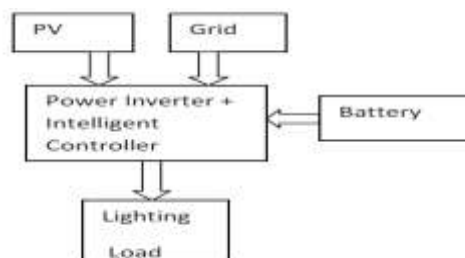 PV
Grid
Power Inverter +
Intelligent
Controller
Battery
Lighting
Load